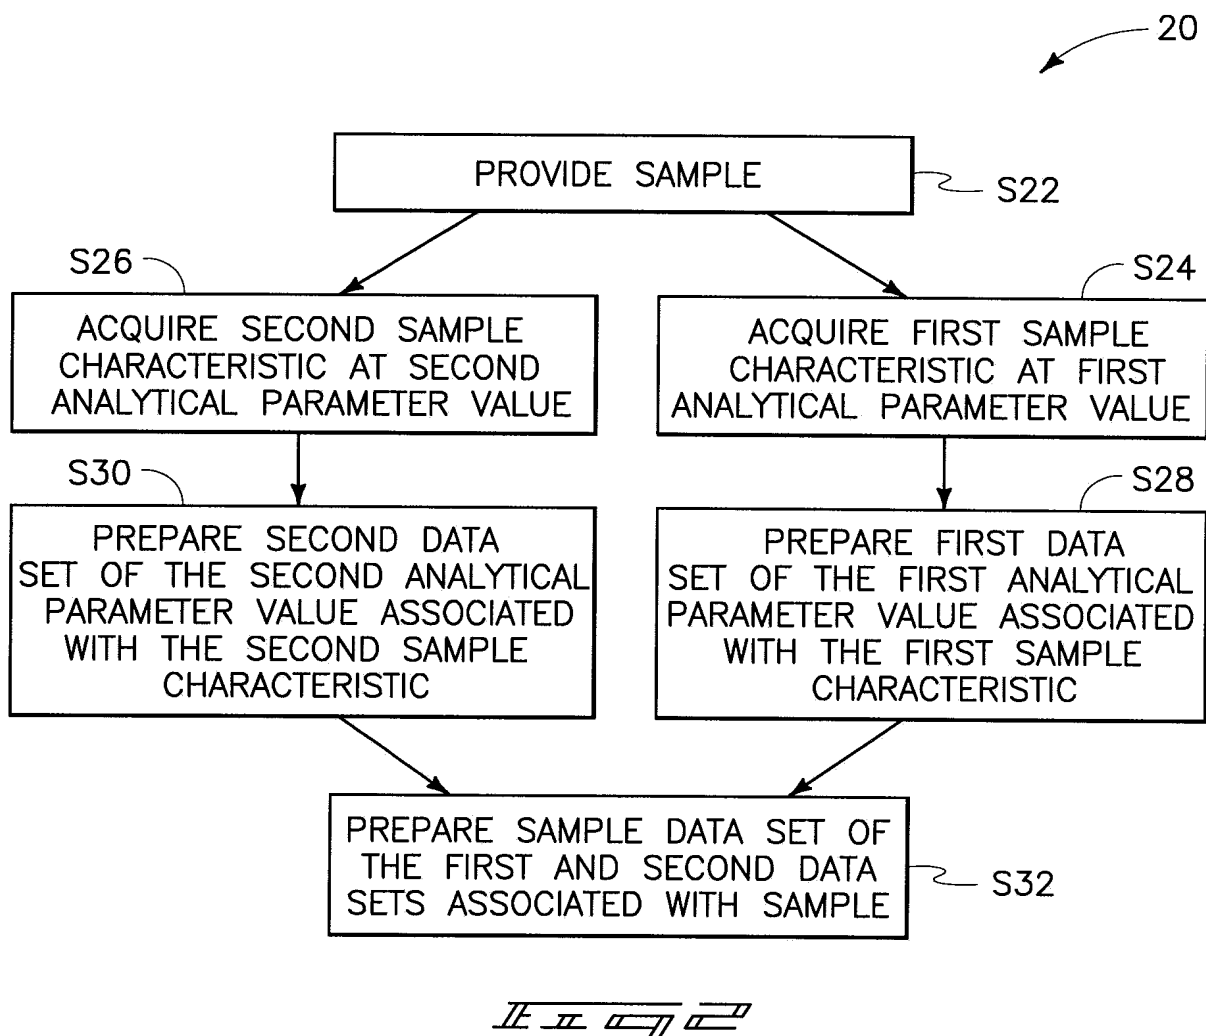 20
PROVIDE SAMPLE
S22
S26
ACQUIRE SECOND SAMPLE
CHARACTERISTIC AT SECOND
ANALYTICAL PARAMETER VALUE
S24
ACQUIRE FIRST SAMPLE
CHARACTERISTIC AT FIRST
ANALYTICAL PARAMETER VALUE
S30
PREPARE SECOND DATA
SET OF THE SECOND ANALYTICAL
PARAMETER VALUE ASSOCIATED
WITH THE SECOND SAMPLE
CHARACTERISTIC
S28
PREPARE FIRST DATA
SET OF THE FIRST ANALYTICAL
PARAMETER VALUE ASSOCIATED
WITH THE FIRST SAMPLE
CHARACTERISTIC
PREPARE SAMPLE DATA SET OF
THE FIRST AND SECOND DATA
SETS ASSOCIATED WITH SAMPLE
S32
FIG 2